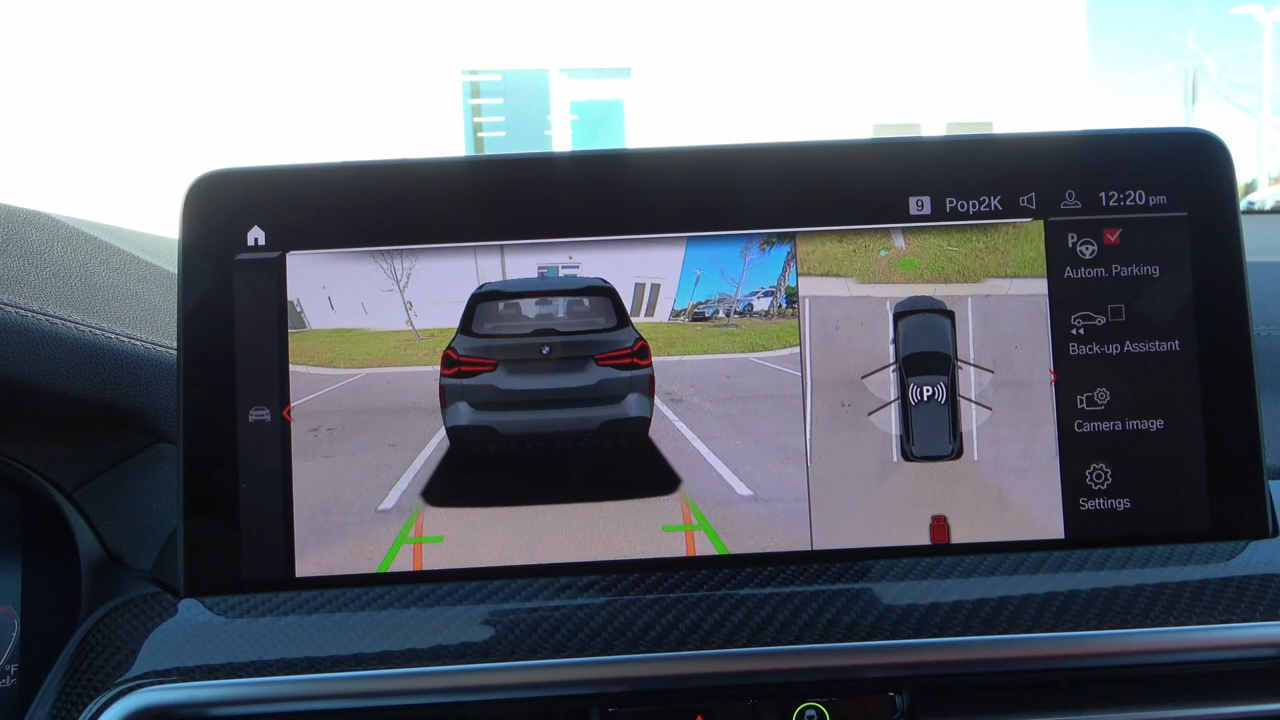 9 Pop2K 12:20 pm
P
Autom. Parking
Back-up Assistant
Camera image
Settings
(P)
°F